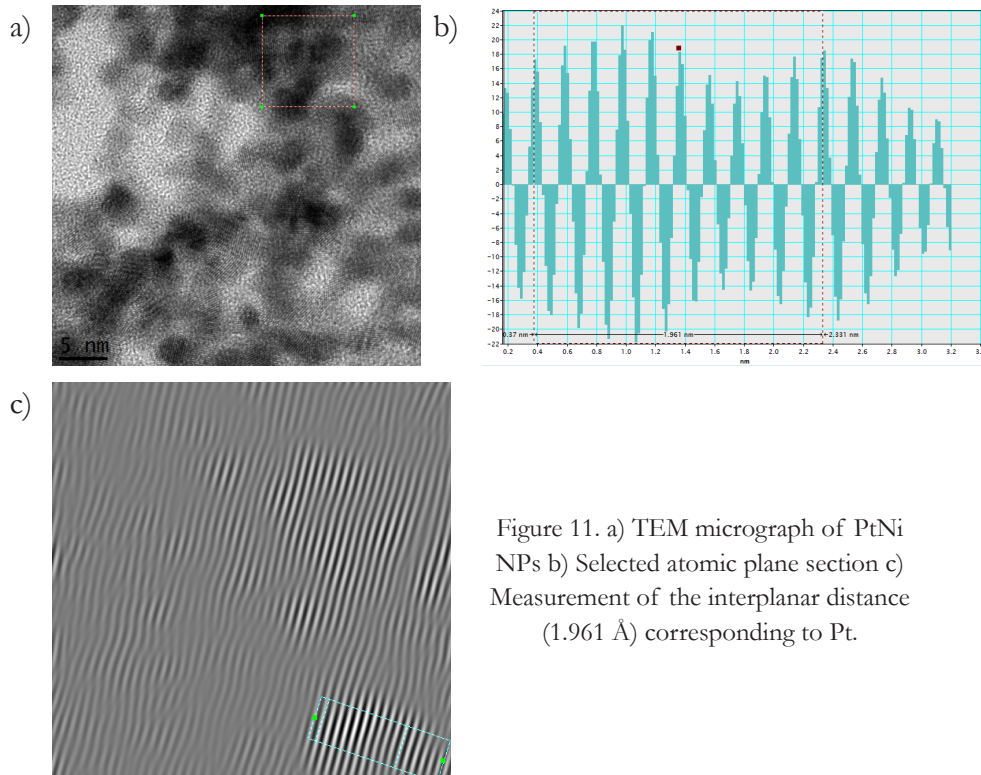 a)
b)
24
22
20
18
16
14
12
10
8
6
4
2
0
-2
-4
-6
-8
-10
-12
-14
-16
-18
-20
-22
0.37 nm
1.961 nm
2.331 nm
0.2 0.4 0.6 0.8 1.0 1.2 1.4 1.6 1.8 2.0 2.2 2.4 2.6 2.8 3.0 3.2 3.
nm
5 nm
c)
Figure 11. a) TEM micrograph of PtNi
NPs b) Selected atomic plane section c)
Measurement of the interplanar distance
(1.961 Å) corresponding to Pt.